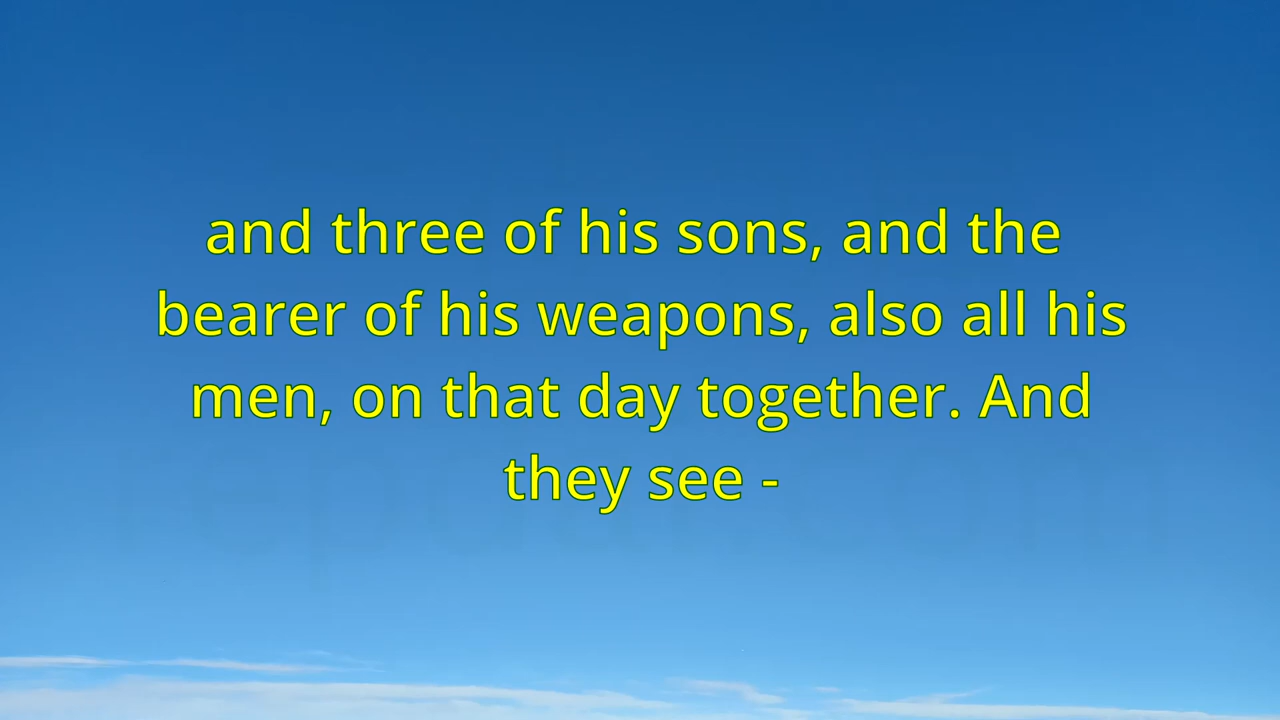 and three of his sons, and the
bearer of his weapons, also all his
men, on that day together. And
they see -